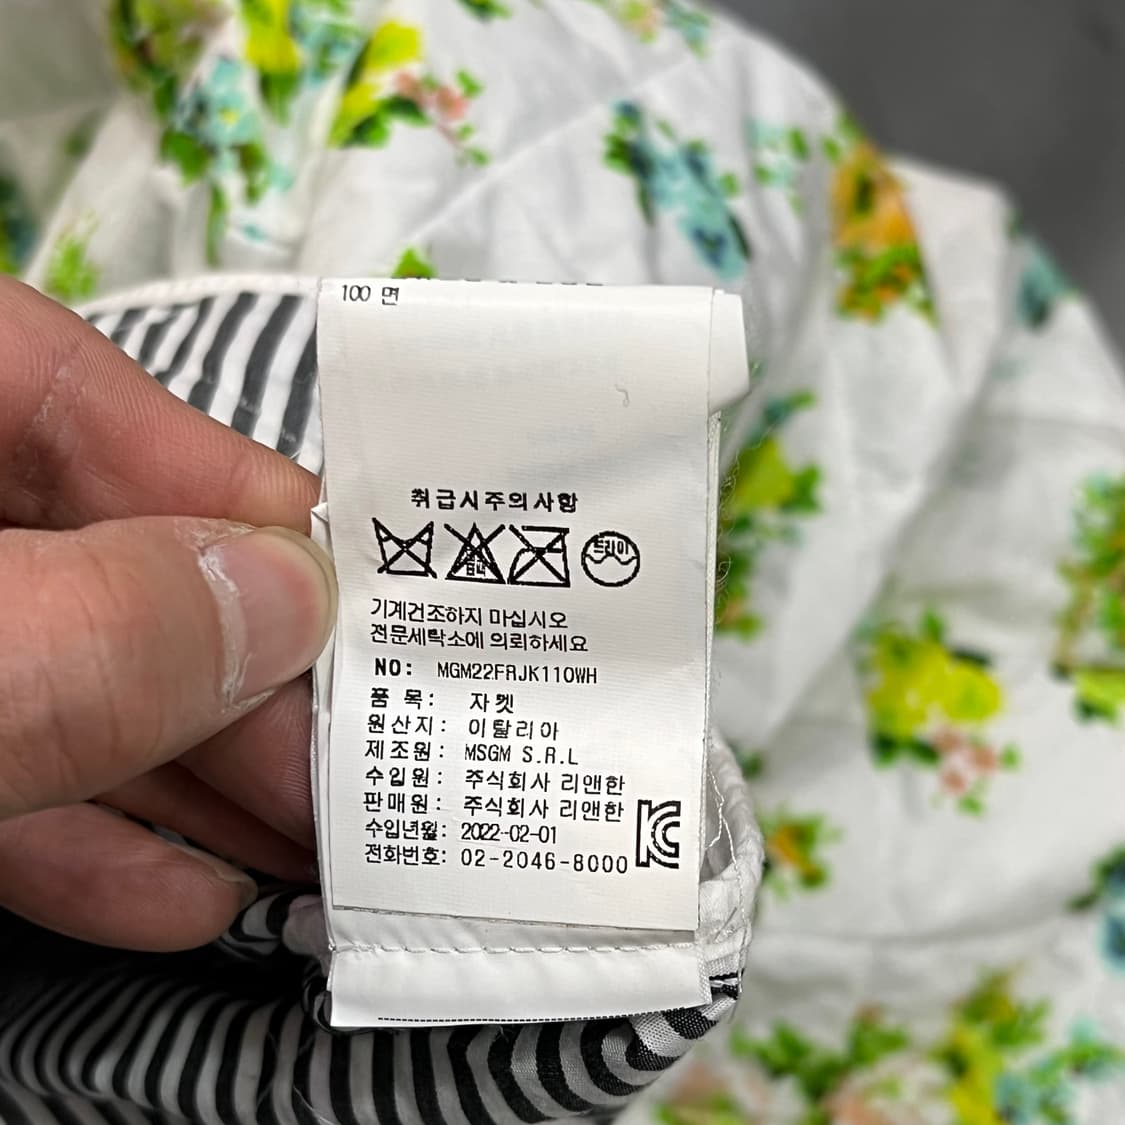 100 면
취급시주의사항
드라이
기계건조하지 마십시오
전문세탁소에 의뢰하세요
NO: MGM22FRJK110WH
품 목: 자켓
원산지: 이탈리아
제조원: MSGM S.R.L
수입원: 주식회사 리앤한
판매원: 주식회사 리앤한
수입년월: 2022-02-01
전화번호: 02-2046-8000
KC